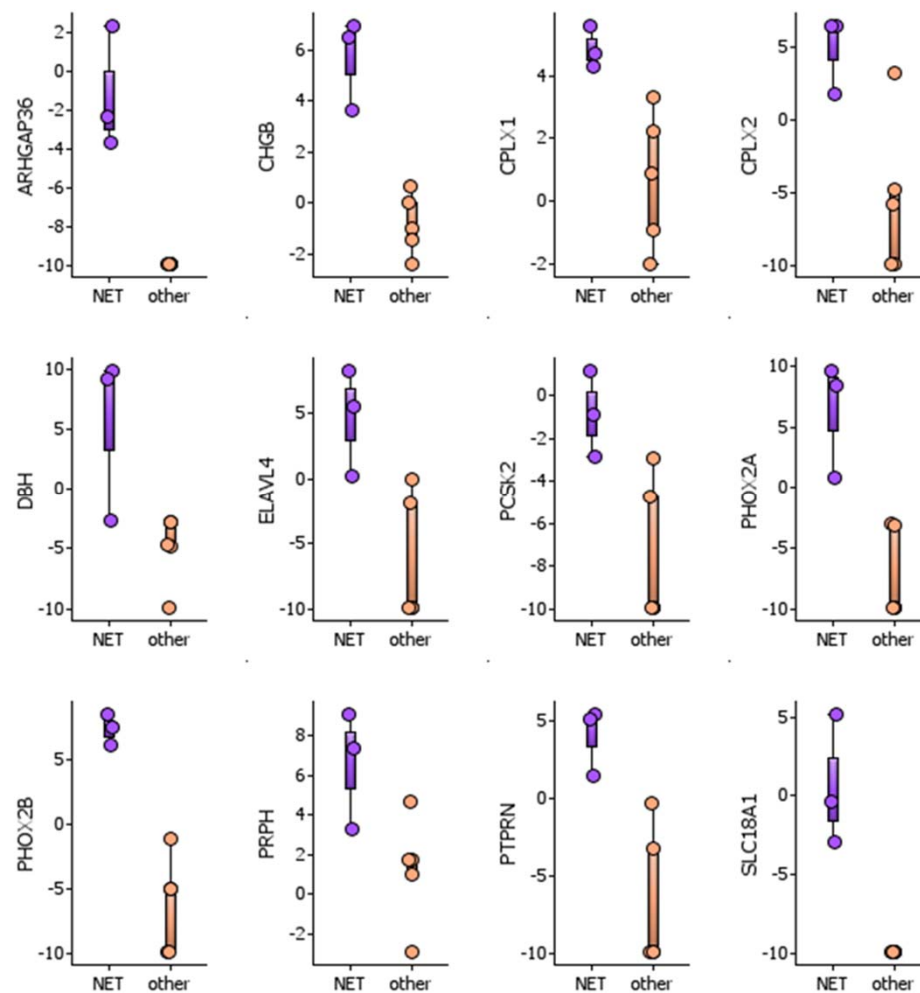 ARHGAP36
2
0
-2
-4
-6
-8
-10
NET other
CHGB
6
4
2
0
-2
NET other
CPLX1
4
2
0
-2
NET other
CPLX2
5
0
-5
-10
NET other
DBH
10
5
0
-5
-10
NET other
ELAVL4
5
0
-5
-10
NET other
PCSK2
0
-2
-4
-6
-8
-10
NET other
PHOX2A
10
5
0
-5
-10
NET other
PHOX2B
5
0
-5
-10
NET other
PRPH
8
6
4
2
0
-2
NET other
PTPRN
5
0
-5
-10
NET other
SLC18A1
5
0
-5
-10
NET other